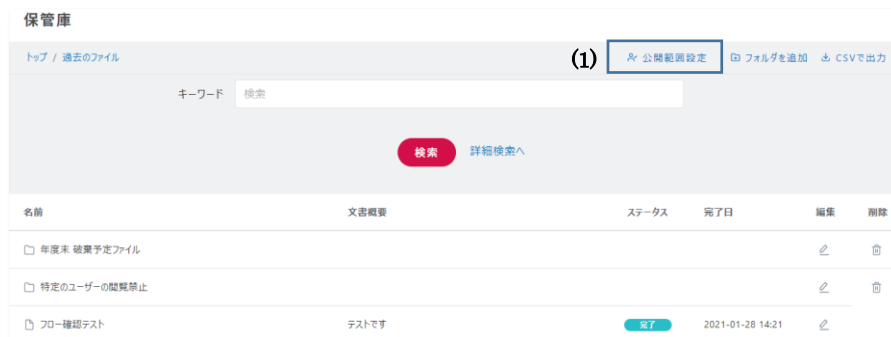 保管庫
トップ / 過去のファイル
(1) 公開範囲設定 フォルダを追加 CSVで出力
キーワード 検索
検索 詳細検索へ
名前 文書概要 ステータス 完了日 編集 削除
年度末 破棄予定ファイル
特定のユーザーの閲覧禁止
フロー確認テスト テストです 完了 2021-01-28 14:21